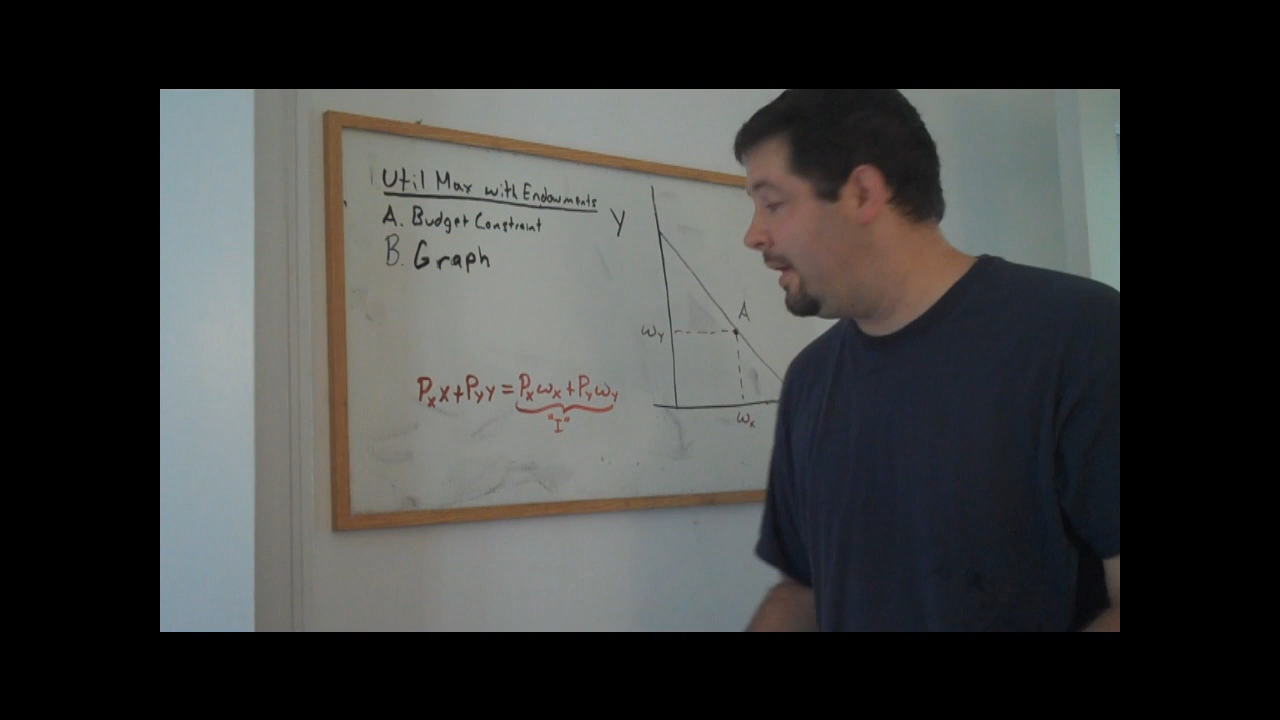 Util Max with Endowments
A. Budget Constraint
B. Graph
Y
A
ωY
ωx
PxX+PYY = Pxωx+PYωY
"I"